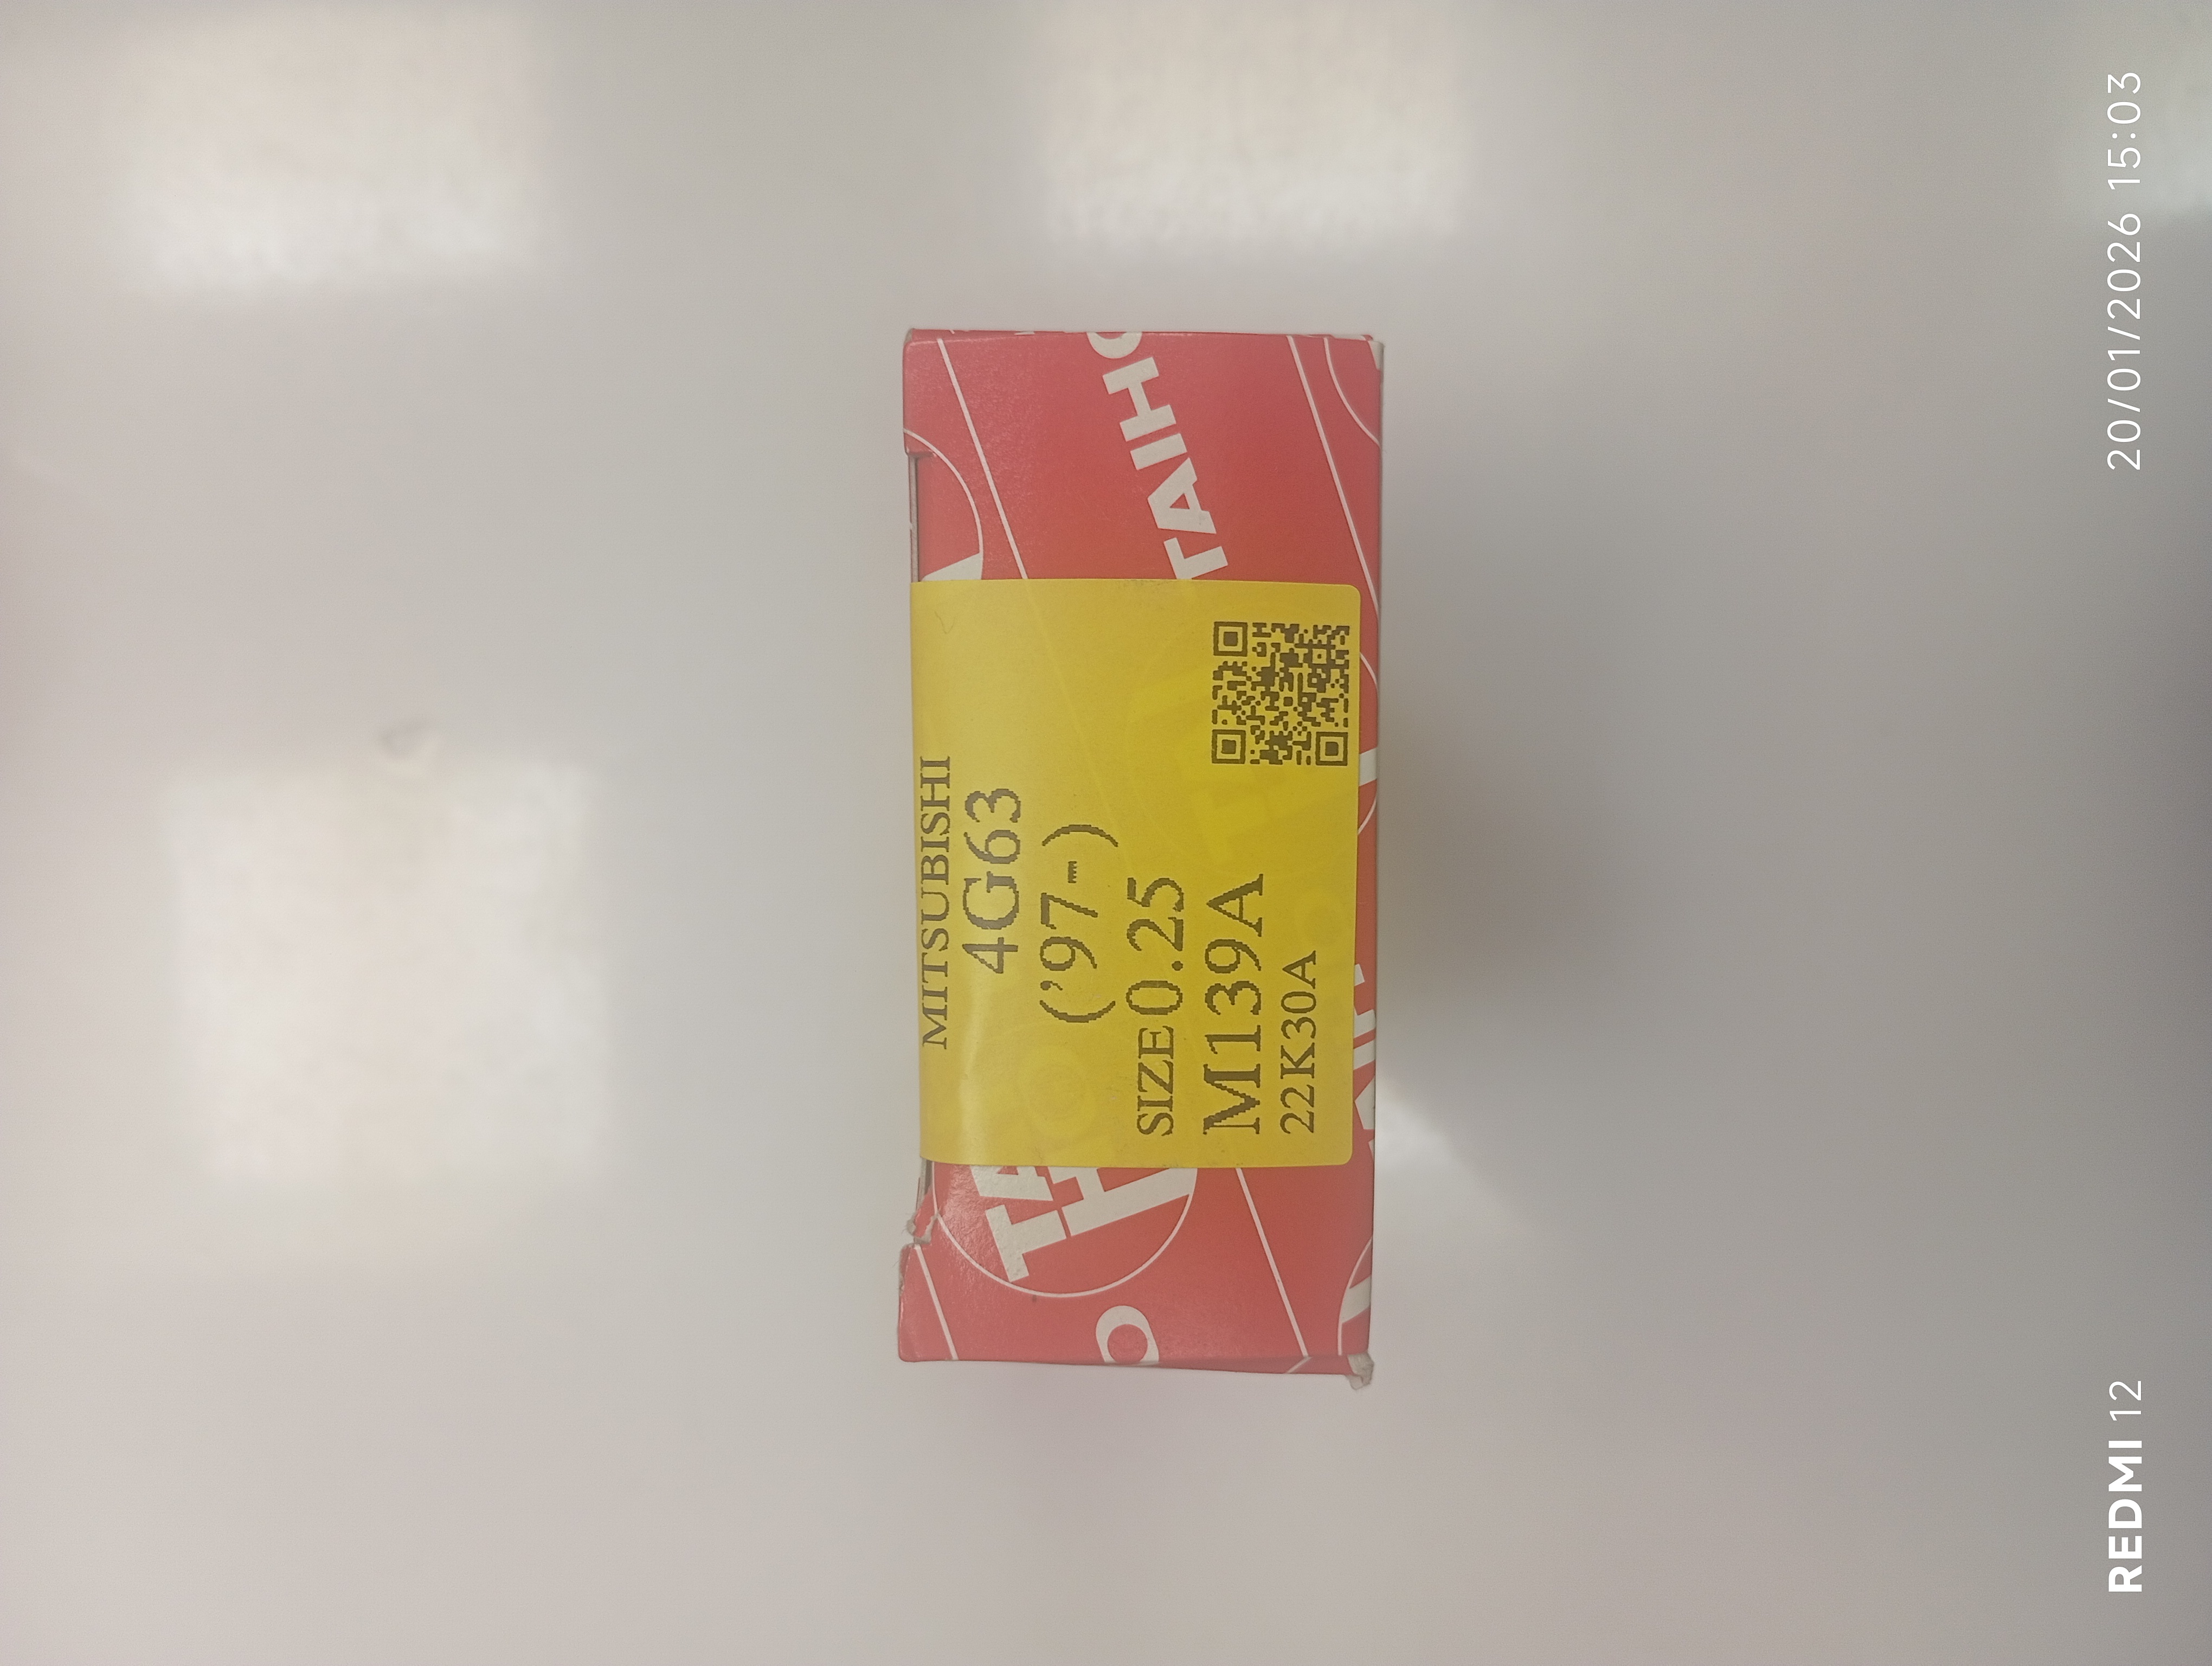 MITSUBISHI
4G63
('97-)
SIZE 0.25
M139A
22K30A
TAIHO
REDMI 12
20/01/2026 15:03